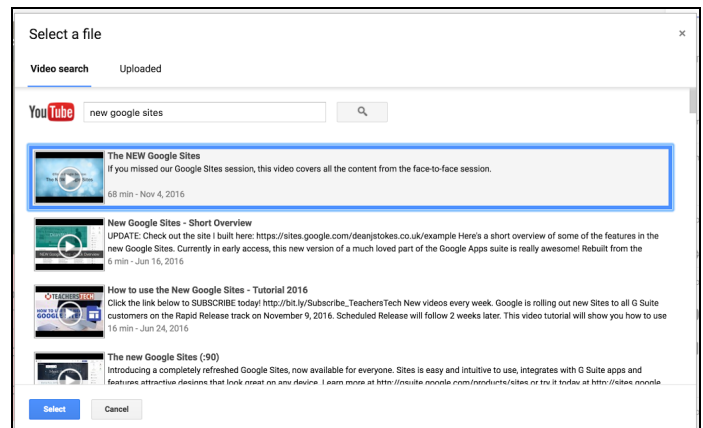 Select a file
×
Video search Uploaded
YouTube new google sites
The NEW Google Sites
If you missed our Google SItes session, this video covers all the content from the face-to-face session.
68 min - Nov 4, 2016
New Google Sites - Short Overview
UPDATE: Check out the site I built here: https://sites.google.com/deanjstokes.co.uk/example Here's a short overview of some of the features in the
new Google Sites. Currently in early access, this new version of a much loved part of the Google Apps suite is really awesome! Rebuilt from the
6 min - Jun 16, 2016
TEACHER'S TECH
How to use the New Google Sites - Tutorial 2016
Click the link below to SUBSCRIBE today! http://bit.ly/Subscribe_TeachersTech New videos every week. Google is rolling out new Sites to all G Suite
customers on the Rapid Release track on November 9, 2016. Scheduled Release will follow 2 weeks later. This video tutorial will show you how to use
16 min - Jun 24, 2016
The new Google Sites (:90)
Introducing a completely refreshed Google Sites, now available for everyone. Sites is easy and intuitive to use, integrates with G Suite apps and
features attractive designs that look great on any device. Learn more at http://gsuite.google.com/products/sites or try it today at http://sites.google
Select Cancel